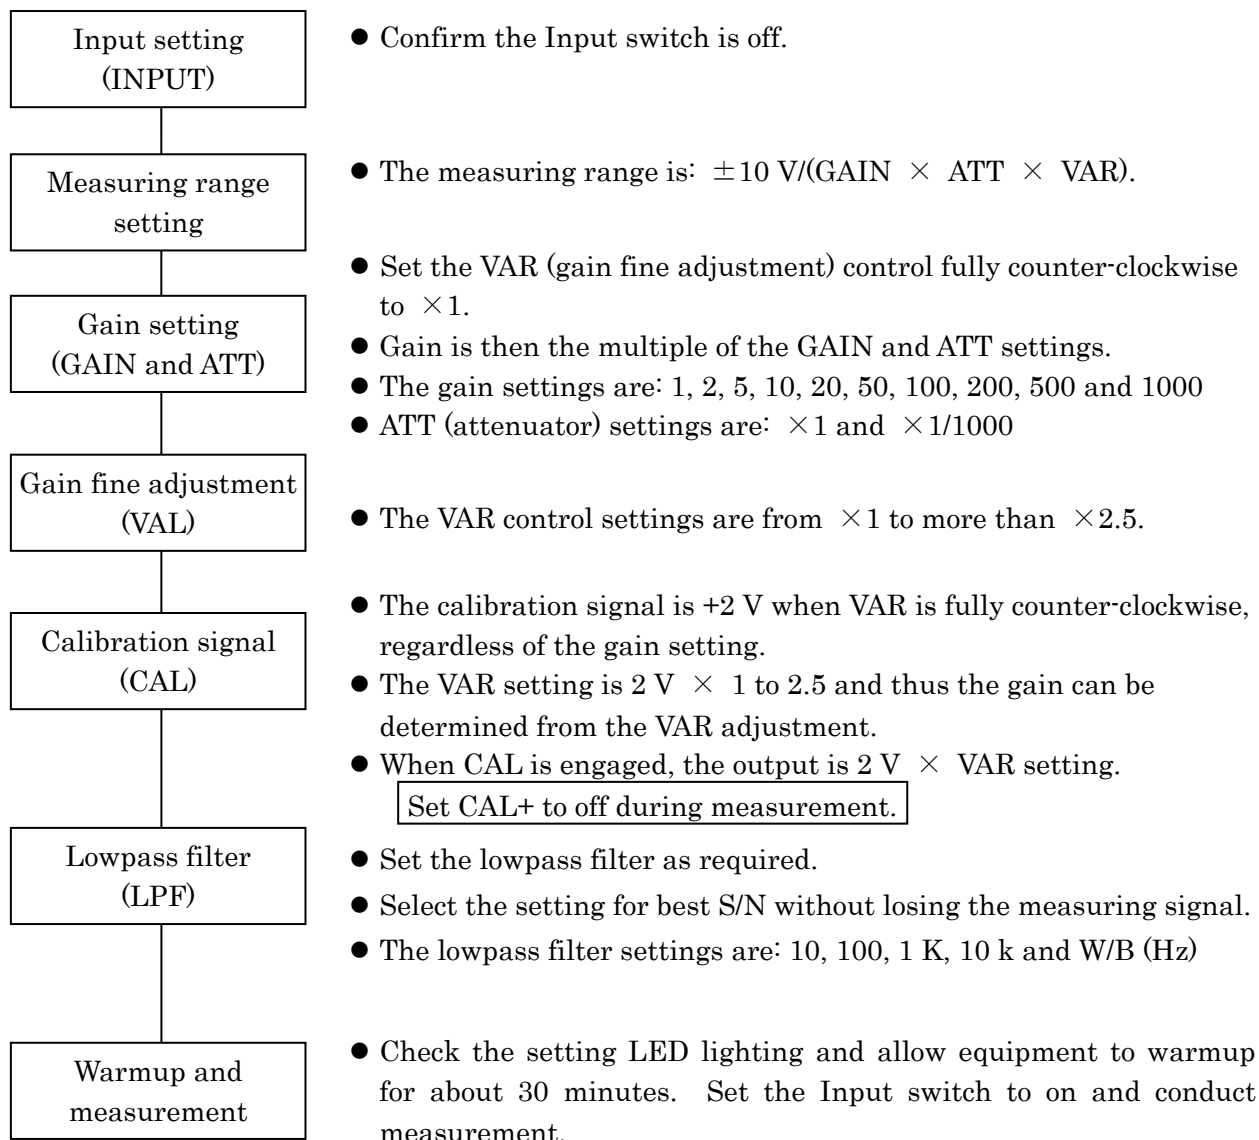 Input setting
(INPUT)
● Confirm the Input switch is off.
Measuring range
setting
● The measuring range is: ±10 V/(GAIN × ATT × VAR).
Gain setting
(GAIN and ATT)
● Set the VAR (gain fine adjustment) control fully counter-clockwise
to ×1.
● Gain is then the multiple of the GAIN and ATT settings.
● The gain settings are: 1, 2, 5, 10, 20, 50, 100, 200, 500 and 1000
● ATT (attenuator) settings are: ×1 and ×1/1000
Gain fine adjustment
(VAL)
● The VAR control settings are from ×1 to more than ×2.5.
Calibration signal
(CAL)
● The calibration signal is +2 V when VAR is fully counter-clockwise,
regardless of the gain setting.
● The VAR setting is 2 V × 1 to 2.5 and thus the gain can be
determined from the VAR adjustment.
● When CAL is engaged, the output is 2 V × VAR setting.
Set CAL+ to off during measurement.
Lowpass filter
(LPF)
● Set the lowpass filter as required.
● Select the setting for best S/N without losing the measuring signal.
● The lowpass filter settings are: 10, 100, 1 K, 10 k and W/B (Hz)
Warmup and
measurement
● Check the setting LED lighting and allow equipment to warmup
for about 30 minutes. Set the Input switch to on and conduct
measurement.